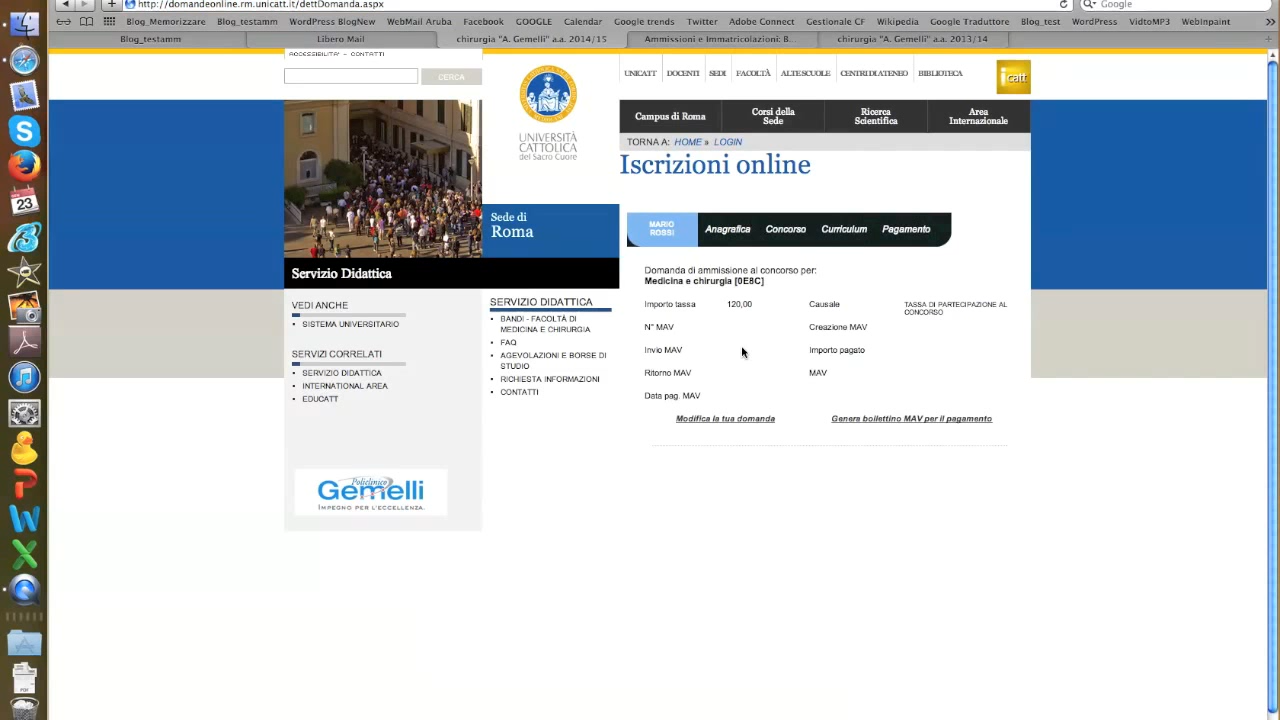 http://domandeonline.rm.unicatt.it/dettDomanda.aspx
Google
Blog_Memorizzare
Blog_testamm
WordPress BlogNew
WebMail Aruba
Facebook
GOOGLE
Calendar
Google trends
Twitter
Adobe Connect
Gestionale CF
Wikipedia
Google Traduttore
Blog_test
WordPress
VidtoMP3
WebInpaint
Blog_testamm
Libero Mail
chirurgia "A. Gemelli" a.a. 2014/15
Ammissioni e Immatricolazioni: B...
chirurgia "A. Gemelli" a.a. 2013/14
ACCESSIBILITA' - CONTATTI
CERCA
UNIVERSITÀ
CATTOLICA
del Sacro Cuore
UNICATT
DOCENTI
SEDI
FACOLTÀ
ALTE SCUOLE
CENTRI DI ATENEO
BIBLIOTECA
i catt
Campus di Roma
Corsi della
Sede
Ricerca
Scientifica
Area
Internazionale
TORNA A: HOME » LOGIN
Iscrizioni online
Sede di
Roma
Servizio Didattica
MARIO
ROSSI
Anagrafica
Concorso
Curriculum
Pagamento
VEDI ANCHE
• SISTEMA UNIVERSITARIO
SERVIZI CORRELATI
• SERVIZIO DIDATTICA
• INTERNATIONAL AREA
• EDUCATT
Policlinico
Gemelli
IMPEGNO PER L'ECCELLENZA.
SERVIZIO DIDATTICA
• BANDI - FACOLTÀ DI
MEDICINA E CHIRURGIA
• FAQ
• AGEVOLAZIONI E BORSE DI
STUDIO
• RICHIESTA INFORMAZIONI
• CONTATTI
Domanda di ammissione al concorso per:
Medicina e chirurgia [0E8C]
Importo tassa 120,00 Causale TASSA DI PARTECIPAZIONE AL
CONCORSO
N° MAV Creazione MAV
Invio MAV Importo pagato
Ritorno MAV MAV
Data pag. MAV
Modifica la tua domanda Genera bollettino MAV per il pagamento
23